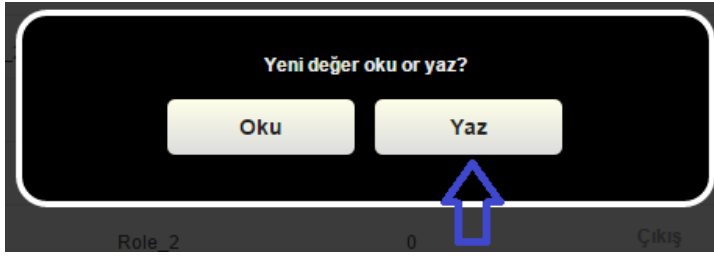 Yeni değer oku or yaz?
Oku Yaz
Role_2 0 Çıkış